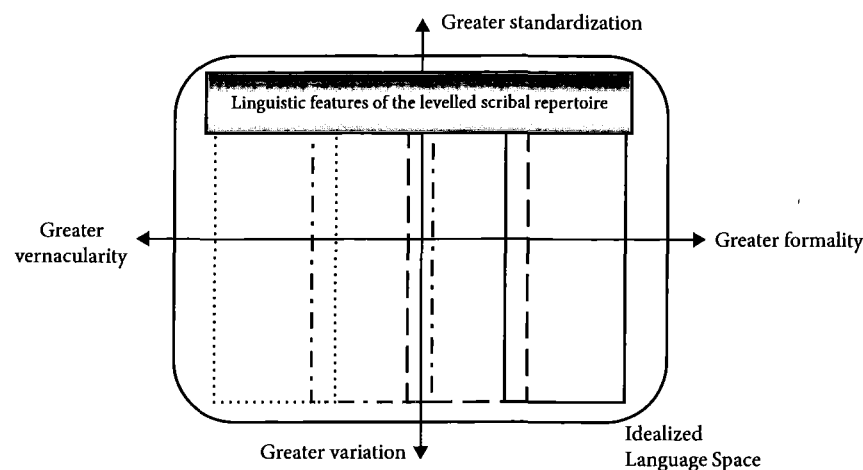 Greater standardization
Linguistic features of the levelled scribal repertoire
Greater
vernacularity
Greater formality
Greater variation
Idealized
Language Space